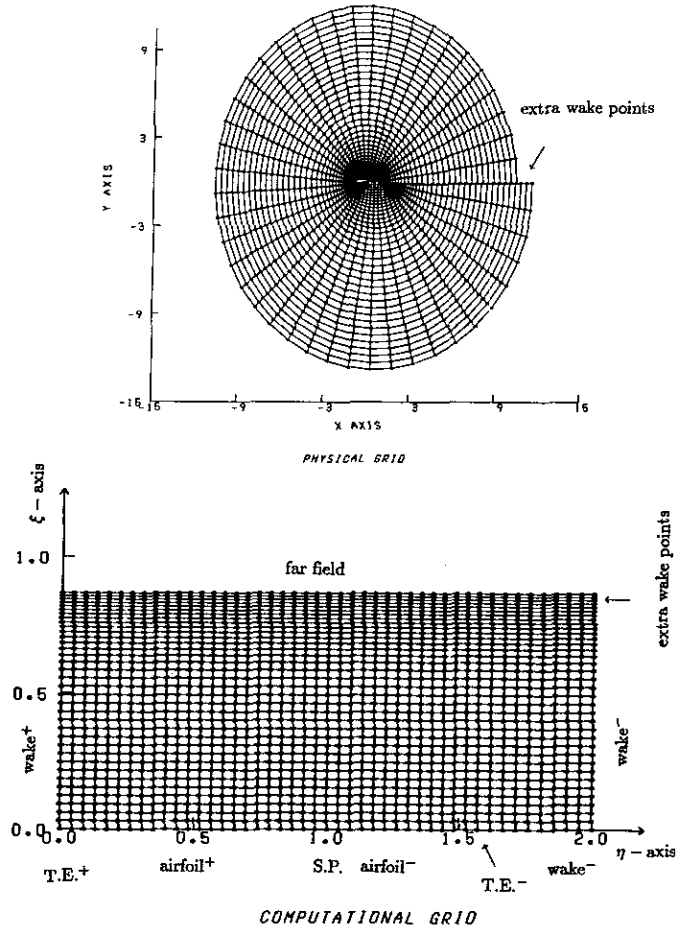 9
3
-3
-9
-15
Y AXIS
extra wake points
-15 -9 -3 3 9 15
X AXIS
PHYSICAL GRID
ξ – axis
1.0
0.5
0.0
far field
extra wake points
wake⁺
wake⁻
0.0 0.5 1.0 1.5 2.0 η – axis
T.E.⁺ airfoil⁺ S.P. airfoil⁻ T.E.⁻ wake⁻
COMPUTATIONAL GRID